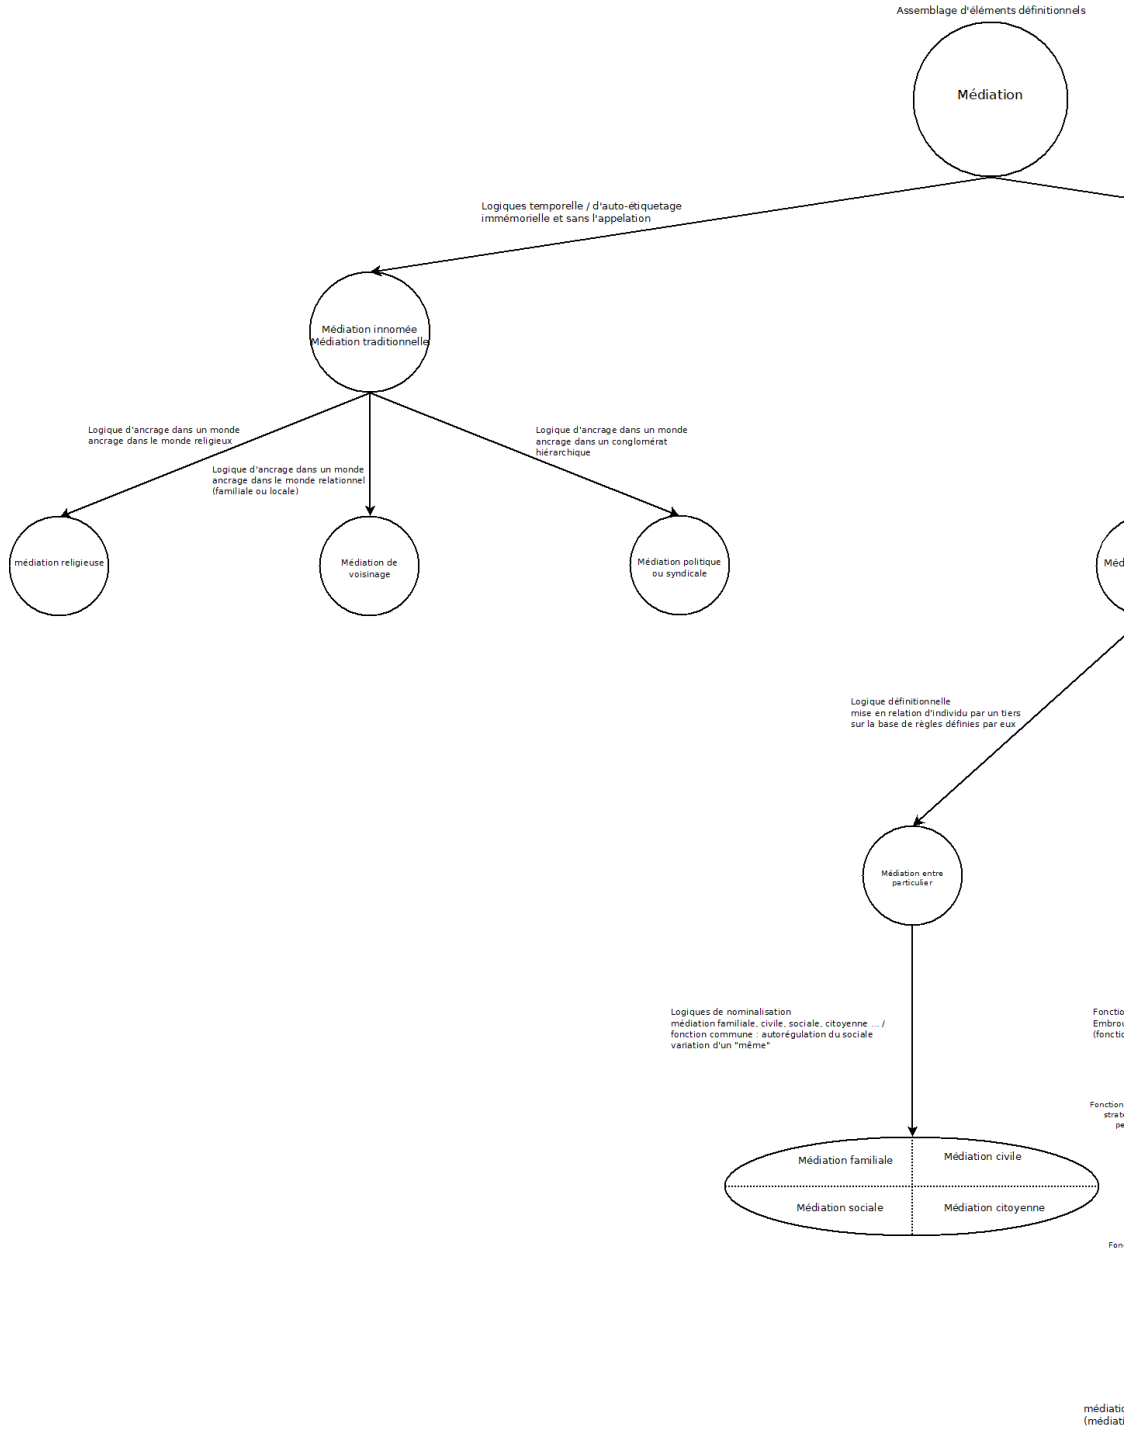 Assemblage d'éléments définitionnels
Médiation
Logiques temporelle / d'auto-étiquetage
immémorielle et sans l'appelation
Médiation innomée
Médiation traditionnelle
Logique d'ancrage dans un monde
ancrage dans le monde religieux
Logique d'ancrage dans un monde
ancrage dans le monde relationnel
(familiale ou locale)
Logique d'ancrage dans un monde
ancrage dans un conglomérat
hiérarchique
médiation religieuse
Médiation de
voisinage
Médiation politique
ou syndicale
Logique définitionnelle
mise en relation d'individu par un tiers
sur la base de règles définies par eux
Médiation entre
particulier
Logiques de nominalisation
médiation familiale, civile, sociale, citoyenne ... /
fonction commune : autorégulation du sociale
variation d'un "même"
Médiation familiale
Médiation civile
Médiation sociale
Médiation citoyenne